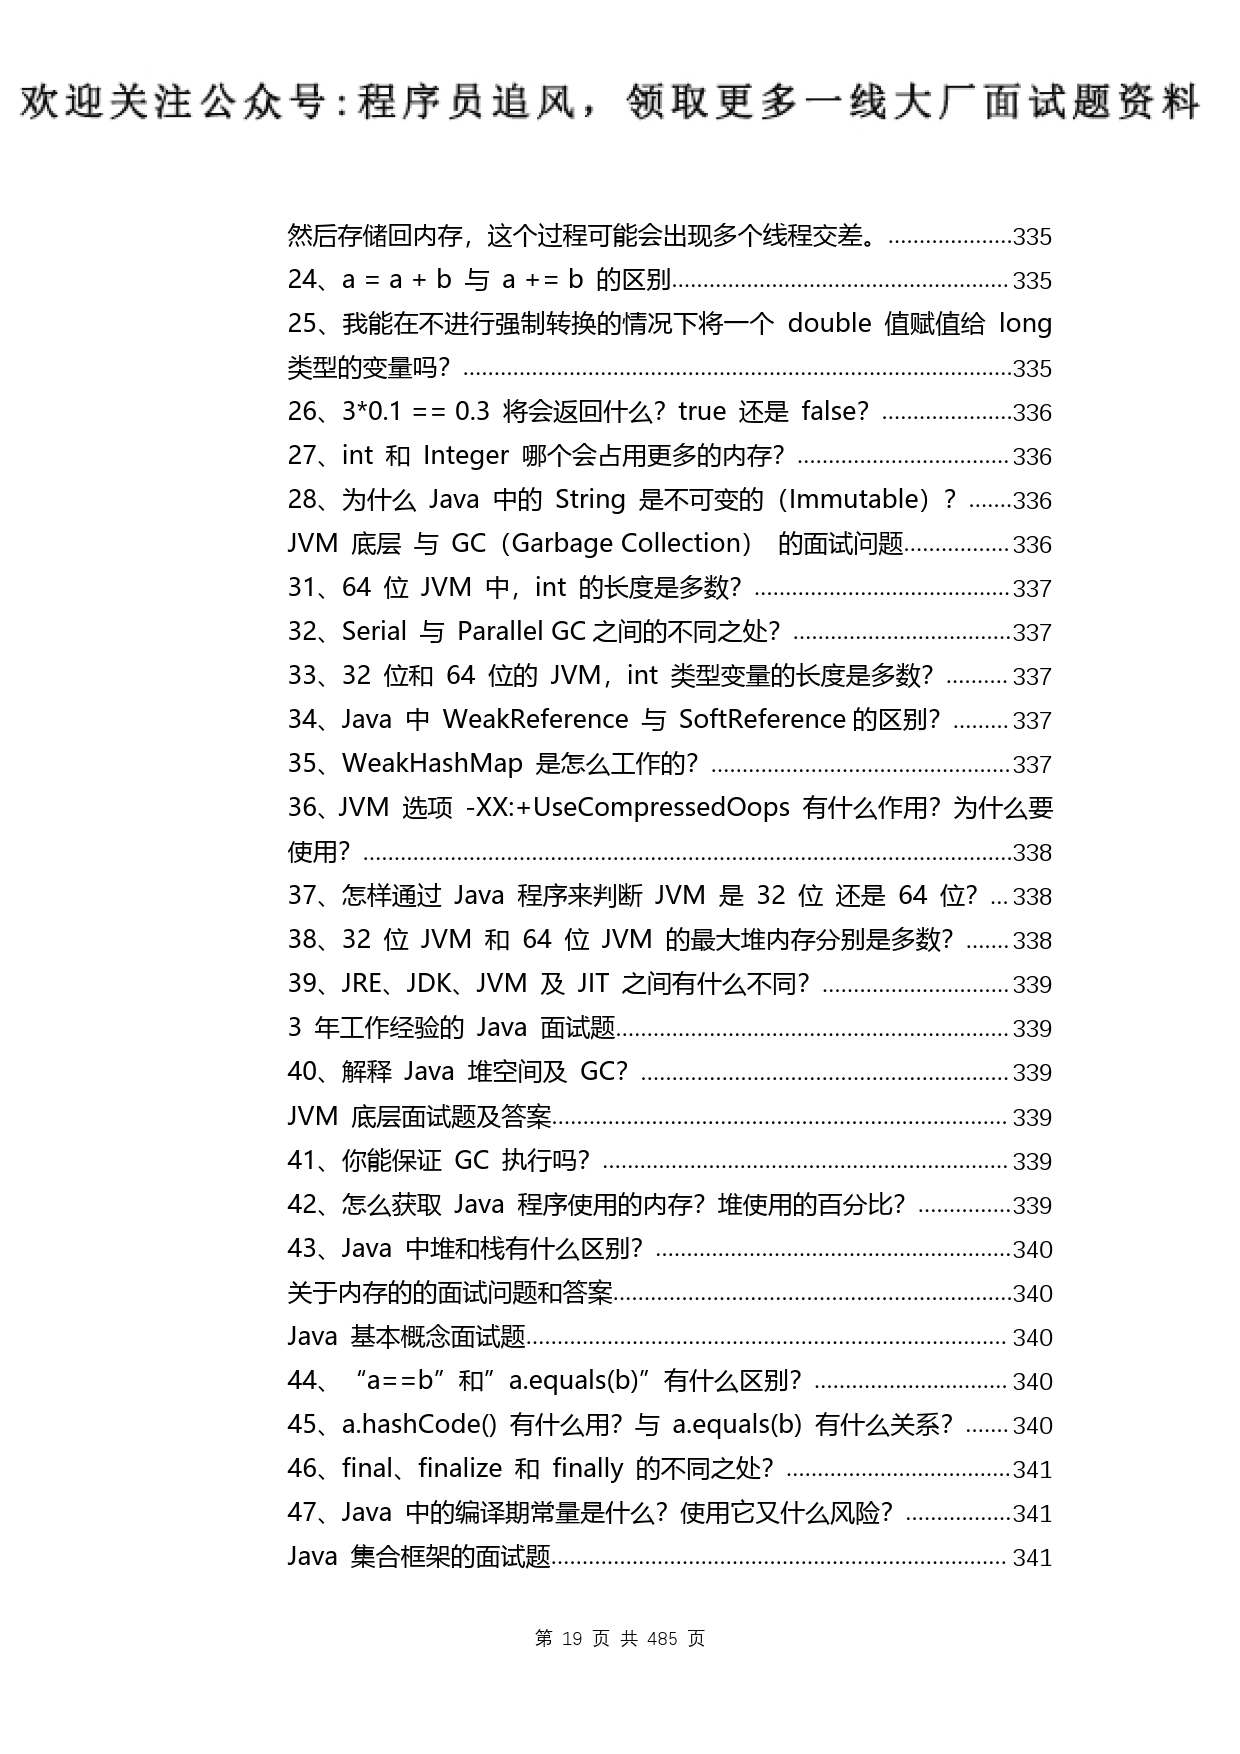 欢迎关注公众号:程序员追风，领取更多一线大厂面试题资料
然后存储回内存，这个过程可能会出现多个线程交差。....................335
24、a = a + b 与 a += b 的区别......................................................335
25、我能在不进行强制转换的情况下将一个 double 值赋值给 long
类型的变量吗？........................................................................................335
26、3*0.1 == 0.3 将会返回什么？true 还是 false？.....................336
27、int 和 Integer 哪个会占用更多的内存？..................................336
28、为什么 Java 中的 String 是不可变的（Immutable）？.......336
JVM 底层 与 GC（Garbage Collection） 的面试问题.................336
31、64 位 JVM 中，int 的长度是多数？.........................................337
32、Serial 与 Parallel GC之间的不同之处？...................................337
33、32 位和 64 位的 JVM，int 类型变量的长度是多数？..........337
34、Java 中 WeakReference 与 SoftReference的区别？.........337
35、WeakHashMap 是怎么工作的？................................................337
36、JVM 选项 -XX:+UseCompressedOops 有什么作用？为什么要
使用？........................................................................................................338
37、怎样通过 Java 程序来判断 JVM 是 32 位 还是 64 位？...338
38、32 位 JVM 和 64 位 JVM 的最大堆内存分别是多数？.......338
39、JRE、JDK、JVM 及 JIT 之间有什么不同？..............................339
3 年工作经验的 Java 面试题...............................................................339
40、解释 Java 堆空间及 GC？...........................................................339
JVM 底层面试题及答案.........................................................................339
41、你能保证 GC 执行吗？.................................................................339
42、怎么获取 Java 程序使用的内存？堆使用的百分比？...............339
43、Java 中堆和栈有什么区别？.........................................................340
关于内存的的面试问题和答案................................................................340
Java 基本概念面试题.............................................................................340
44、“a==b”和”a.equals(b)”有什么区别？...............................340
45、a.hashCode() 有什么用？与 a.equals(b) 有什么关系？.......340
46、final、finalize 和 finally 的不同之处？....................................341
47、Java 中的编译期常量是什么？使用它又什么风险？.................341
Java 集合框架的面试题.........................................................................341
第 19 页 共 485 页